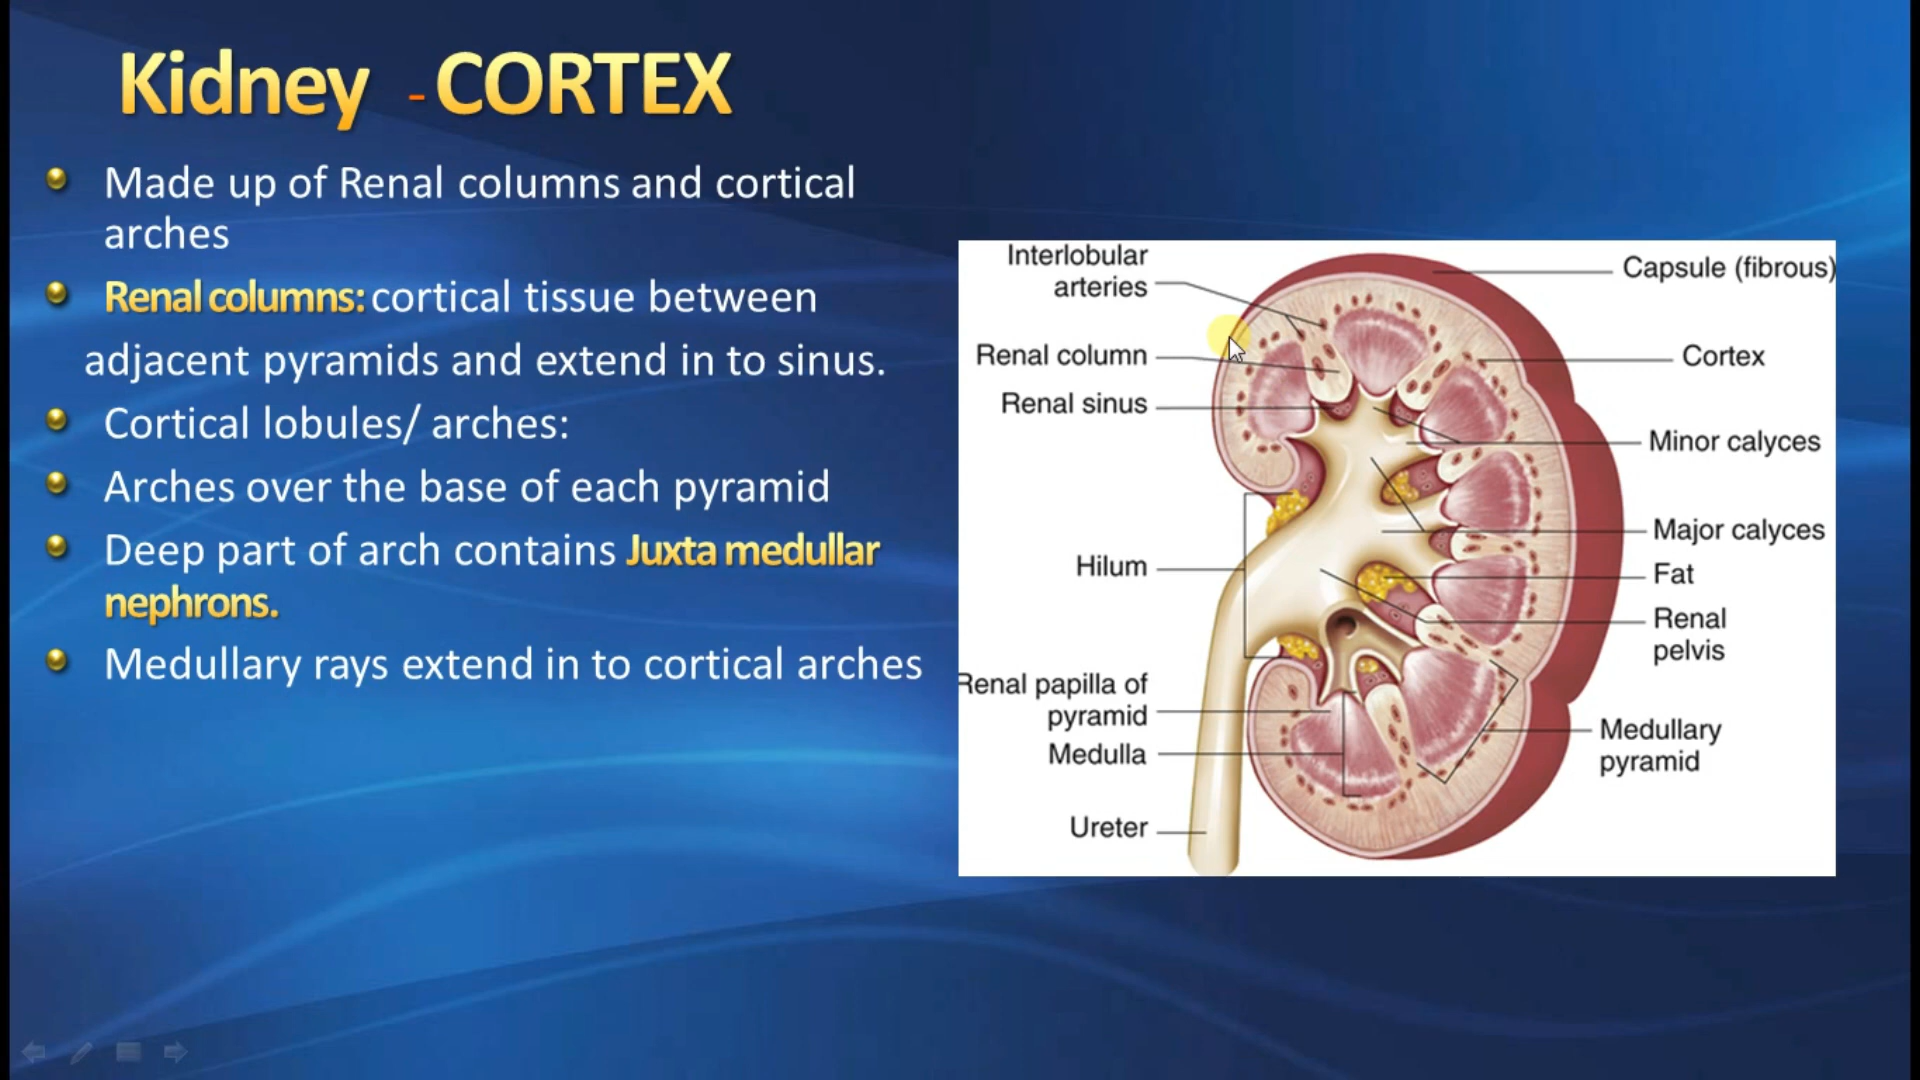 Kidney - CORTEX
Made up of Renal columns and cortical
arches
Renal columns: cortical tissue between
adjacent pyramids and extend in to sinus.
Cortical lobules/ arches:
Arches over the base of each pyramid
Deep part of arch contains Juxta medullar
nephrons.
Medullary rays extend in to cortical arches
Interlobular
arteries
Renal column
Renal sinus
Hilum
Renal papilla of
pyramid
Medulla
Ureter
Capsule (fibrous)
Cortex
Minor calyces
Major calyces
Fat
Renal
pelvis
Medullary
pyramid